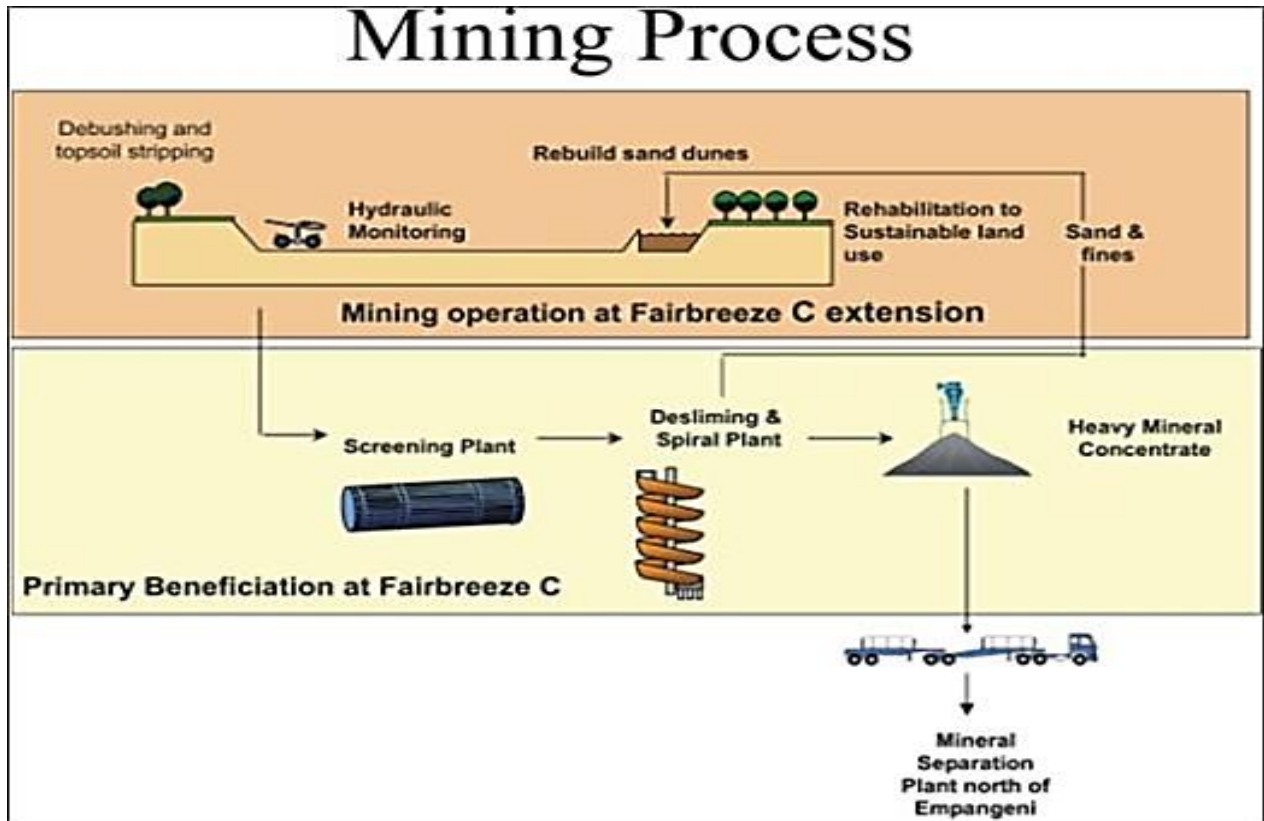 Mining Process
Debushing and
topsoil stripping
Rebuild sand dunes
Hydraulic
Monitoring
Rehabilitation to
Sustainable land
use
Sand &
fines
Mining operation at Fairbreeze C extension
Screening Plant
Desliming &
Spiral Plant
Heavy Mineral
Concentrate
Primary Beneficiation at Fairbreeze C
Mineral
Separation
Plant north of
Empangeni